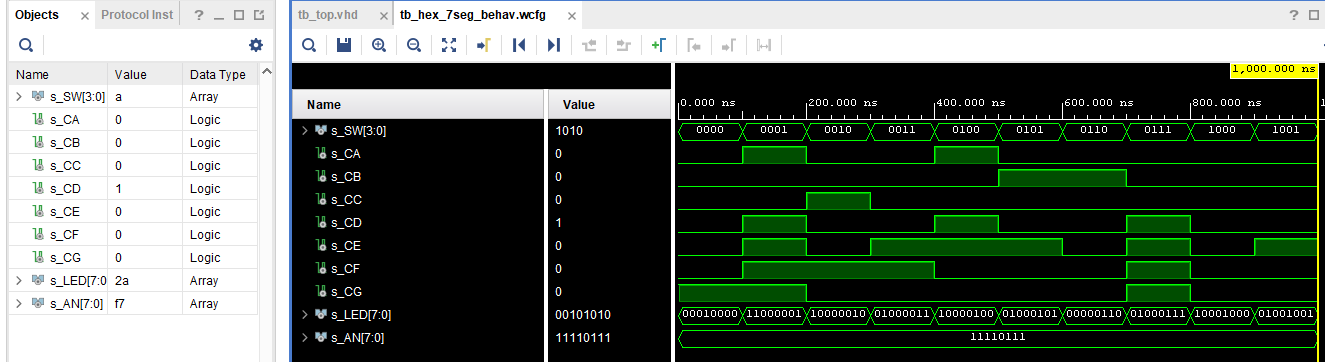 Objects × Protocol Inst ?
Name Value Data Type
s_SW[3:0] a Array
s_CA 0 Logic
s_CB 0 Logic
s_CC 0 Logic
s_CD 1 Logic
s_CE 0 Logic
s_CF 0 Logic
s_CG 0 Logic
s_LED[7:0 2a Array
s_AN[7:0] f7 Array
tb_top.vhd × tb_hex_7seg_behav.wcfg × ?
1,000.000 ns
Name Value 0.000 ns 200.000 ns 400.000 ns 600.000 ns 800.000 ns
s_SW[3:0] 1010 0000 0001 0010 0011 0100 0101 0110 0111 1000 1001
s_CA 0
s_CB 0
s_CC 0
s_CD 1
s_CE 0
s_CF 0
s_CG 0
s_LED[7:0] 00101010 00010000 11000001 10000010 01000011 10000100 01000101 00000110 01000111 10001000 01001001
s_AN[7:0] 11110111 11110111